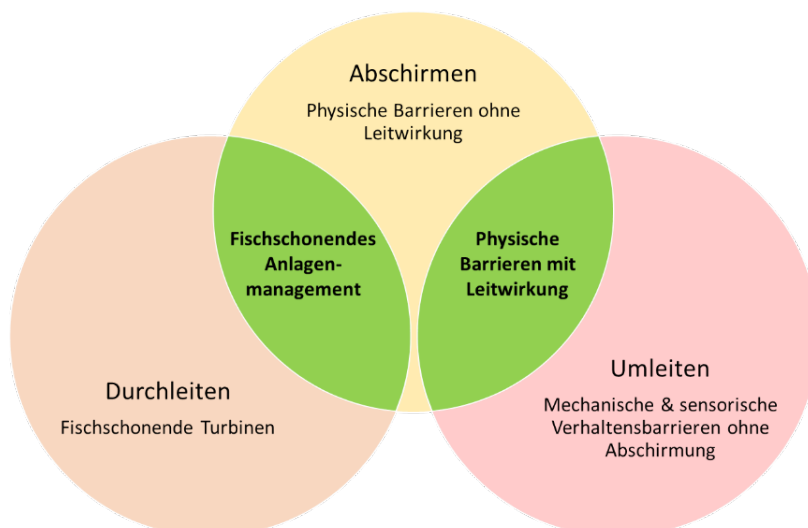 Abschirmen
Physische Barrieren ohne
Leitwirkung
Fischschonendes
Anlagen-
management
Physische
Barrieren mit
Leitwirkung
Durchleiten
Fischschonende Turbinen
Umleiten
Mechanische & sensorische
Verhaltensbarrieren ohne
Abschirmung